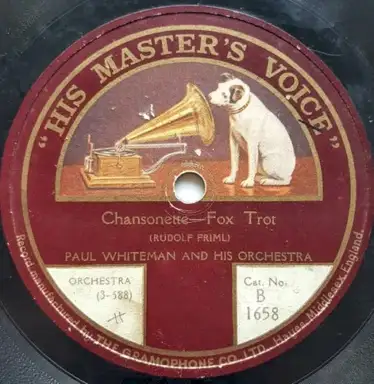 "HIS MASTER'S VOICE"
Chansonette—Fox Trot
(RUDOLF FRIML)
PAUL WHITEMAN AND HIS ORCHESTRA
ORCHESTRA
(3-588)
Cat. No.
B
1658
Record manufactured by THE GRAMOPHONE CO., LTD., Hayes, Middlesex, England.